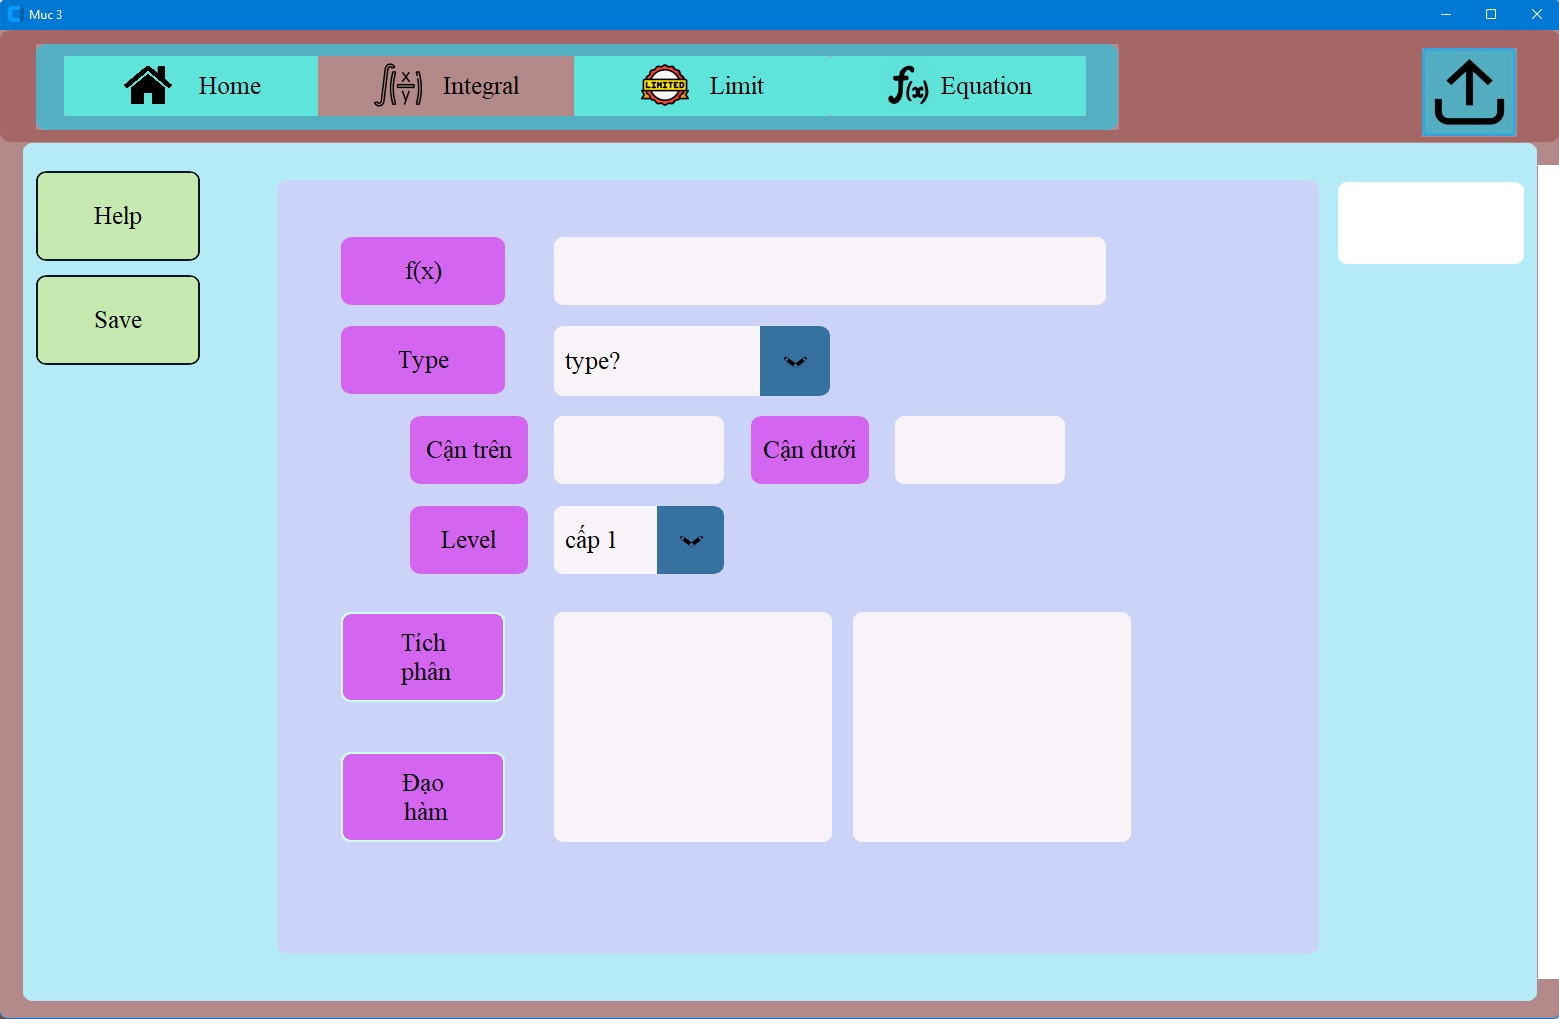 Muc 3
Home
x
y
Integral
LIMITED
Limit
f(x)
Equation
Help
Save
f(x)
Type
type?
Cận trên
Cận dưới
Level
cấp 1
Tích
phân
Đạo
hàm